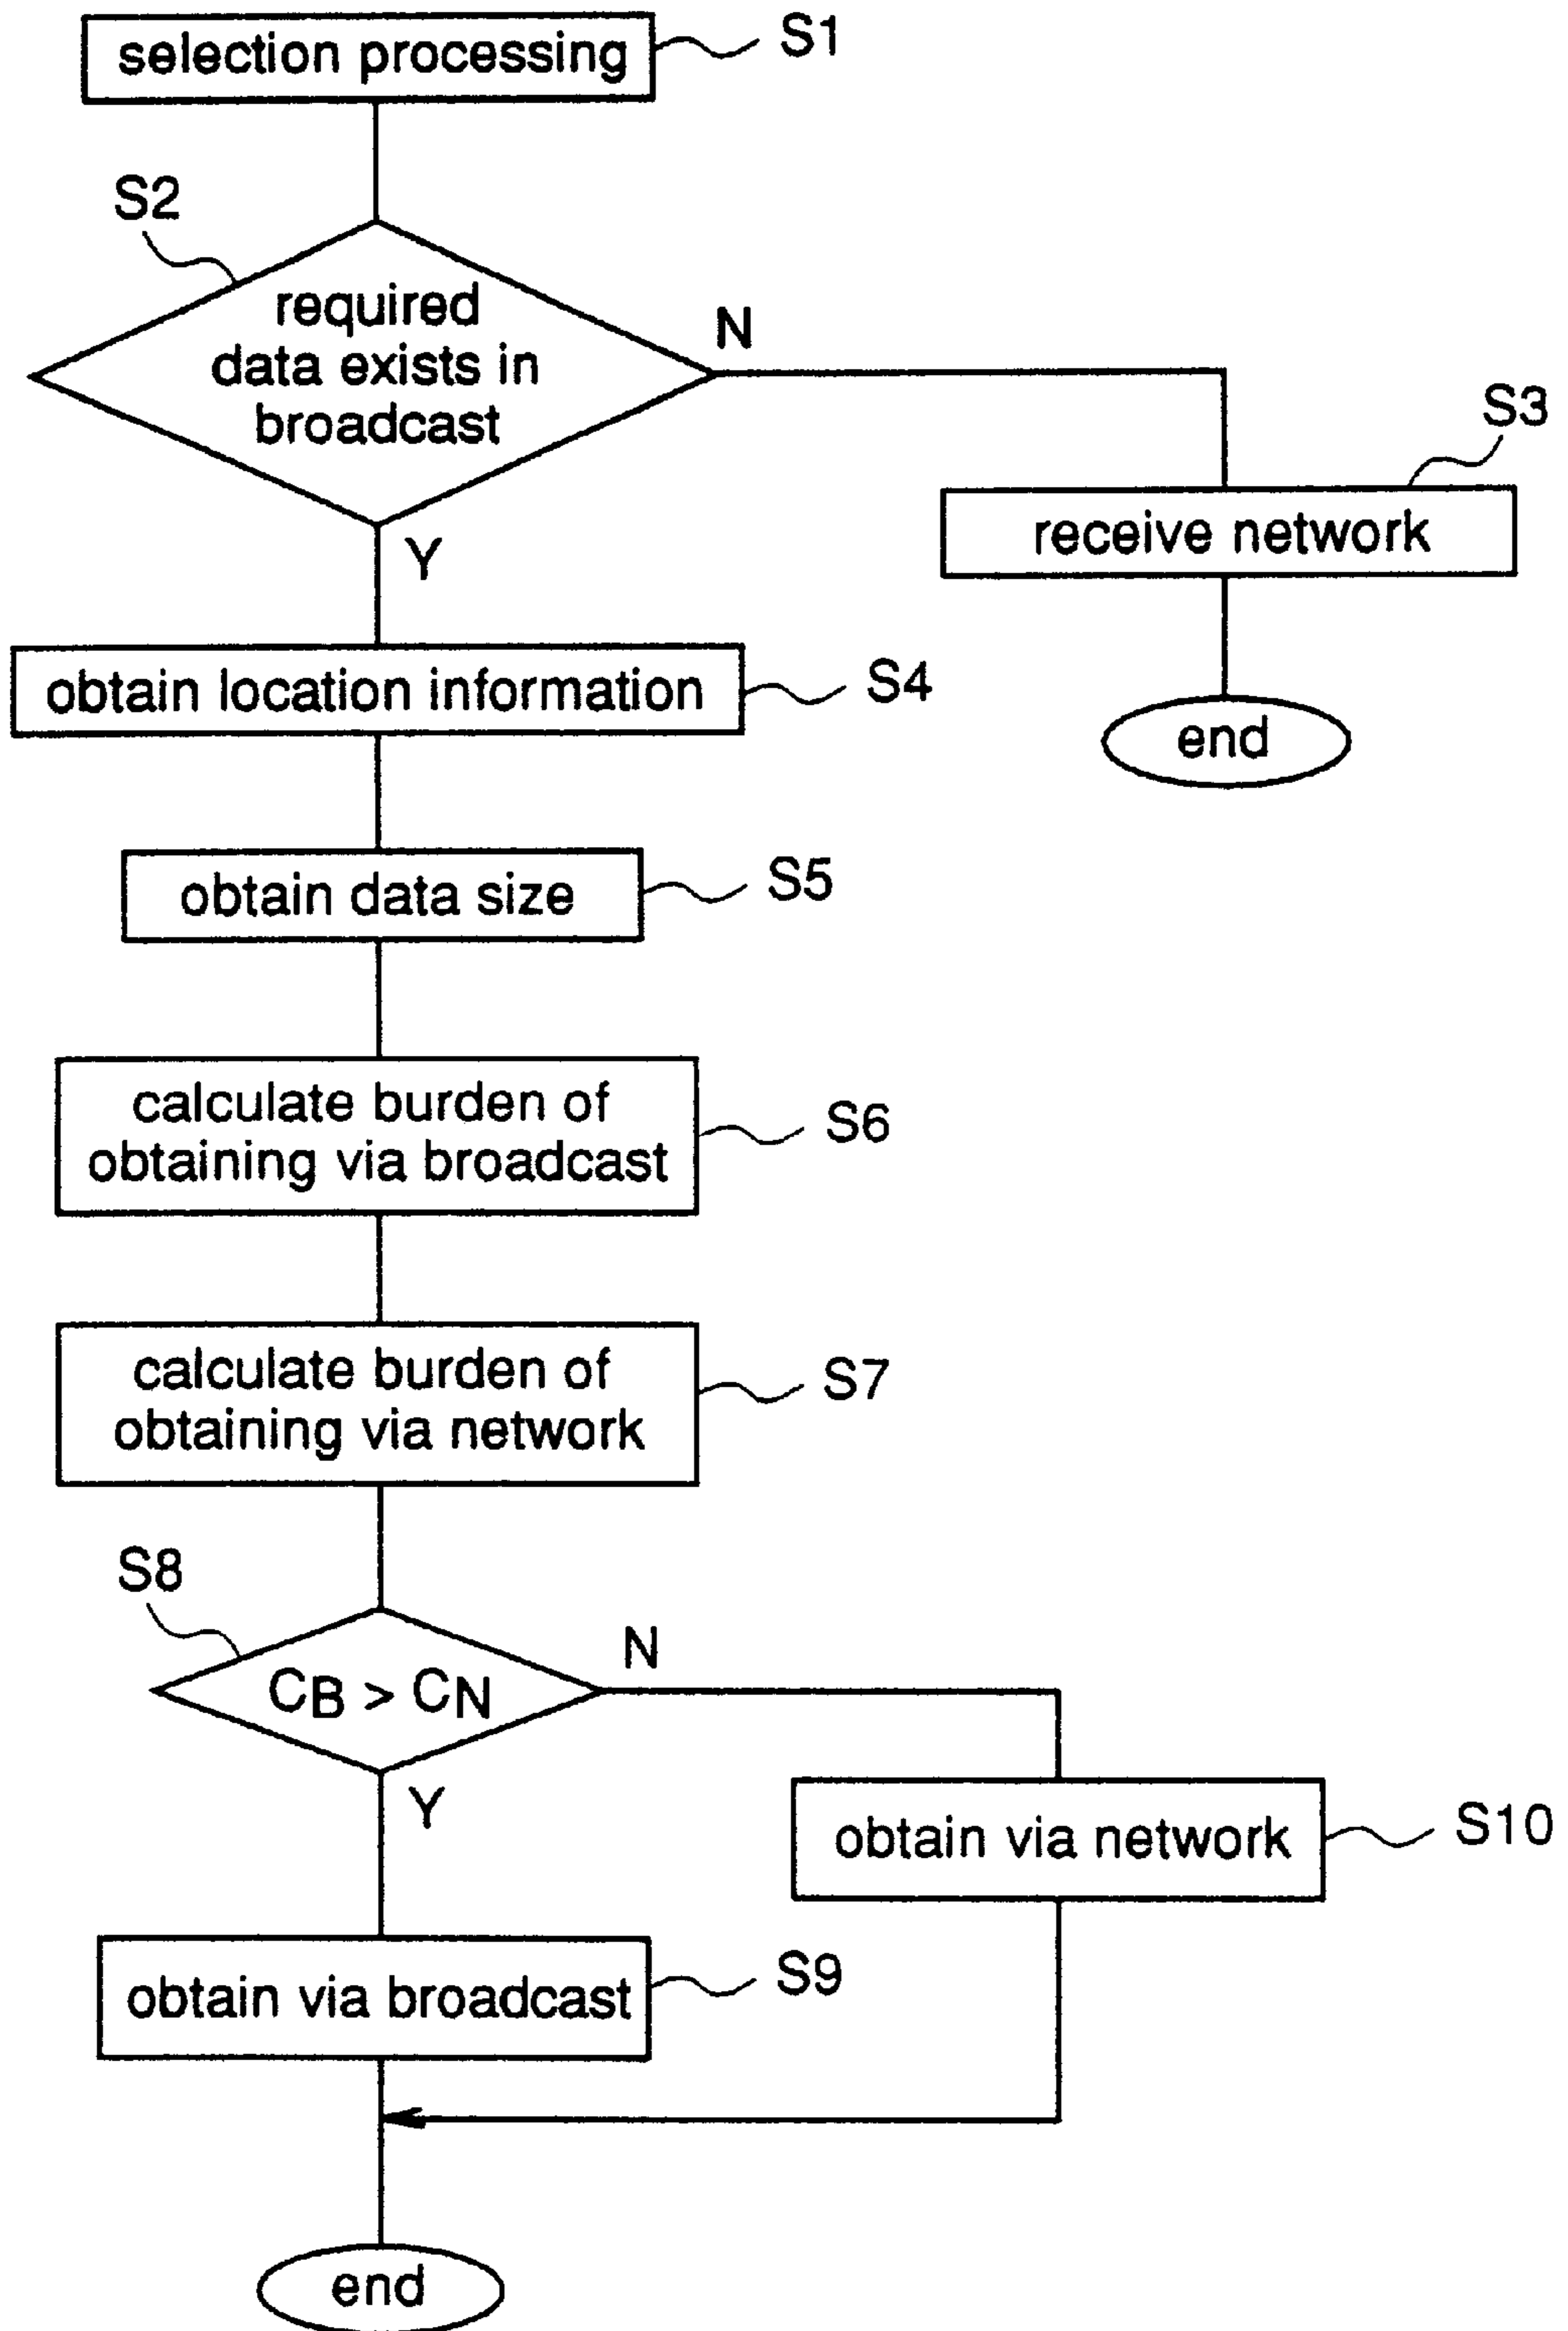 selection processing
S1
S2
required
data exists in
broadcast
N
Y
S3
receive network
end
obtain location information
S4
obtain data size
S5
calculate burden of
obtaining via broadcast
S6
calculate burden of
obtaining via network
S7
S8
CB > CN
N
Y
obtain via network
S10
obtain via broadcast
S9
end